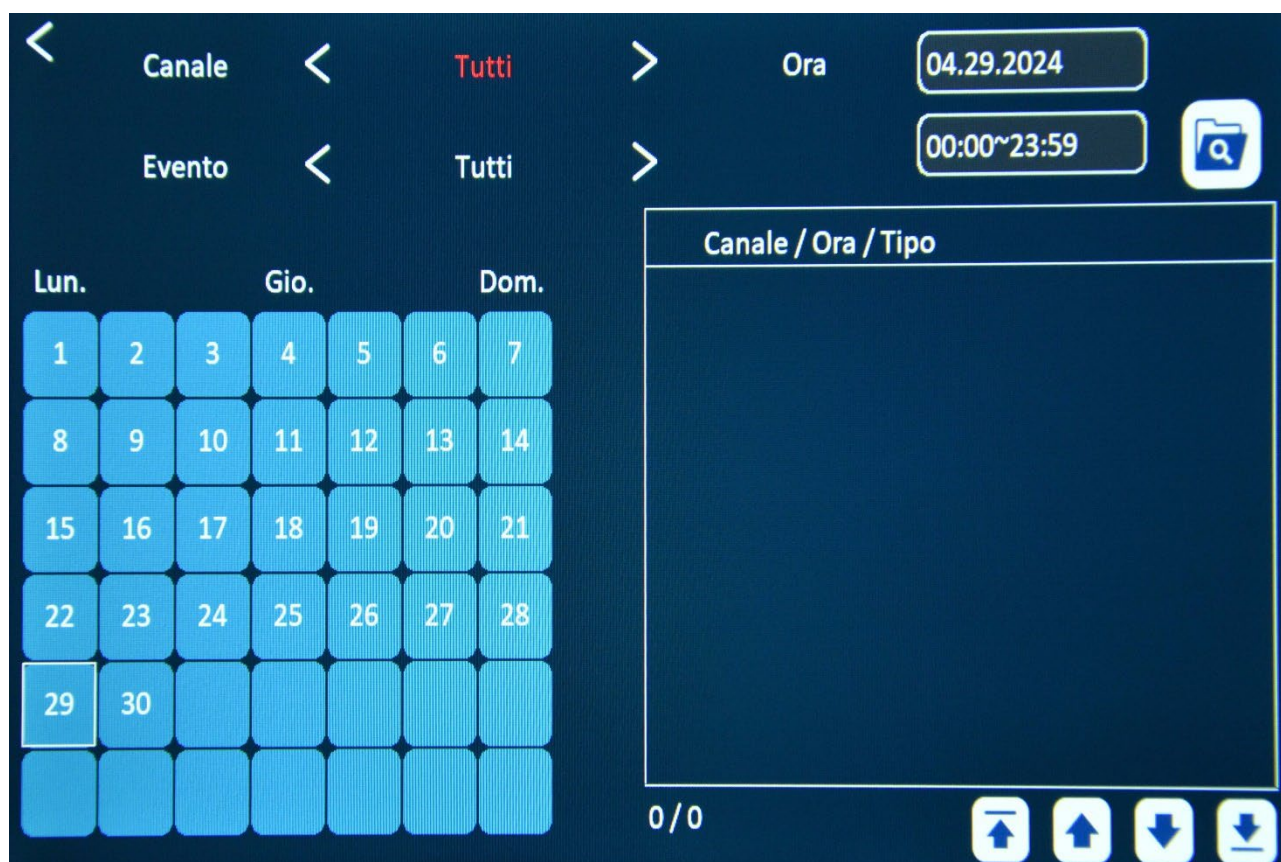 Canale < Tutti > Ora 04.29.2024
Evento < Tutti > 00:00~23:59
Canale / Ora / Tipo
Lun. Gio. Dom.
1 2 3 4 5 6 7
8 9 10 11 12 13 14
15 16 17 18 19 20 21
22 23 24 25 26 27 28
29 30
0 / 0